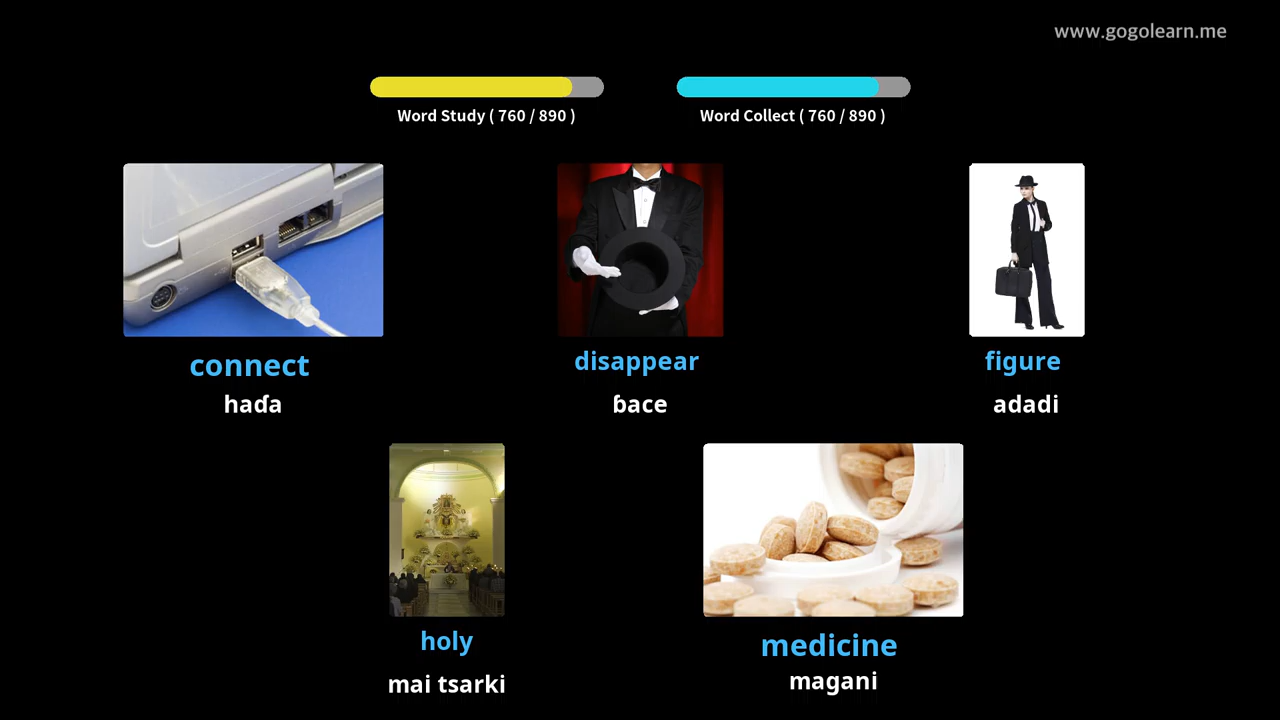 www.gogolearn.me
Word Study ( 760 / 890 )
Word Collect ( 760 / 890 )
connect
haɗa
disappear
ɓace
figure
adadi
holy
mai tsarki
medicine
magani